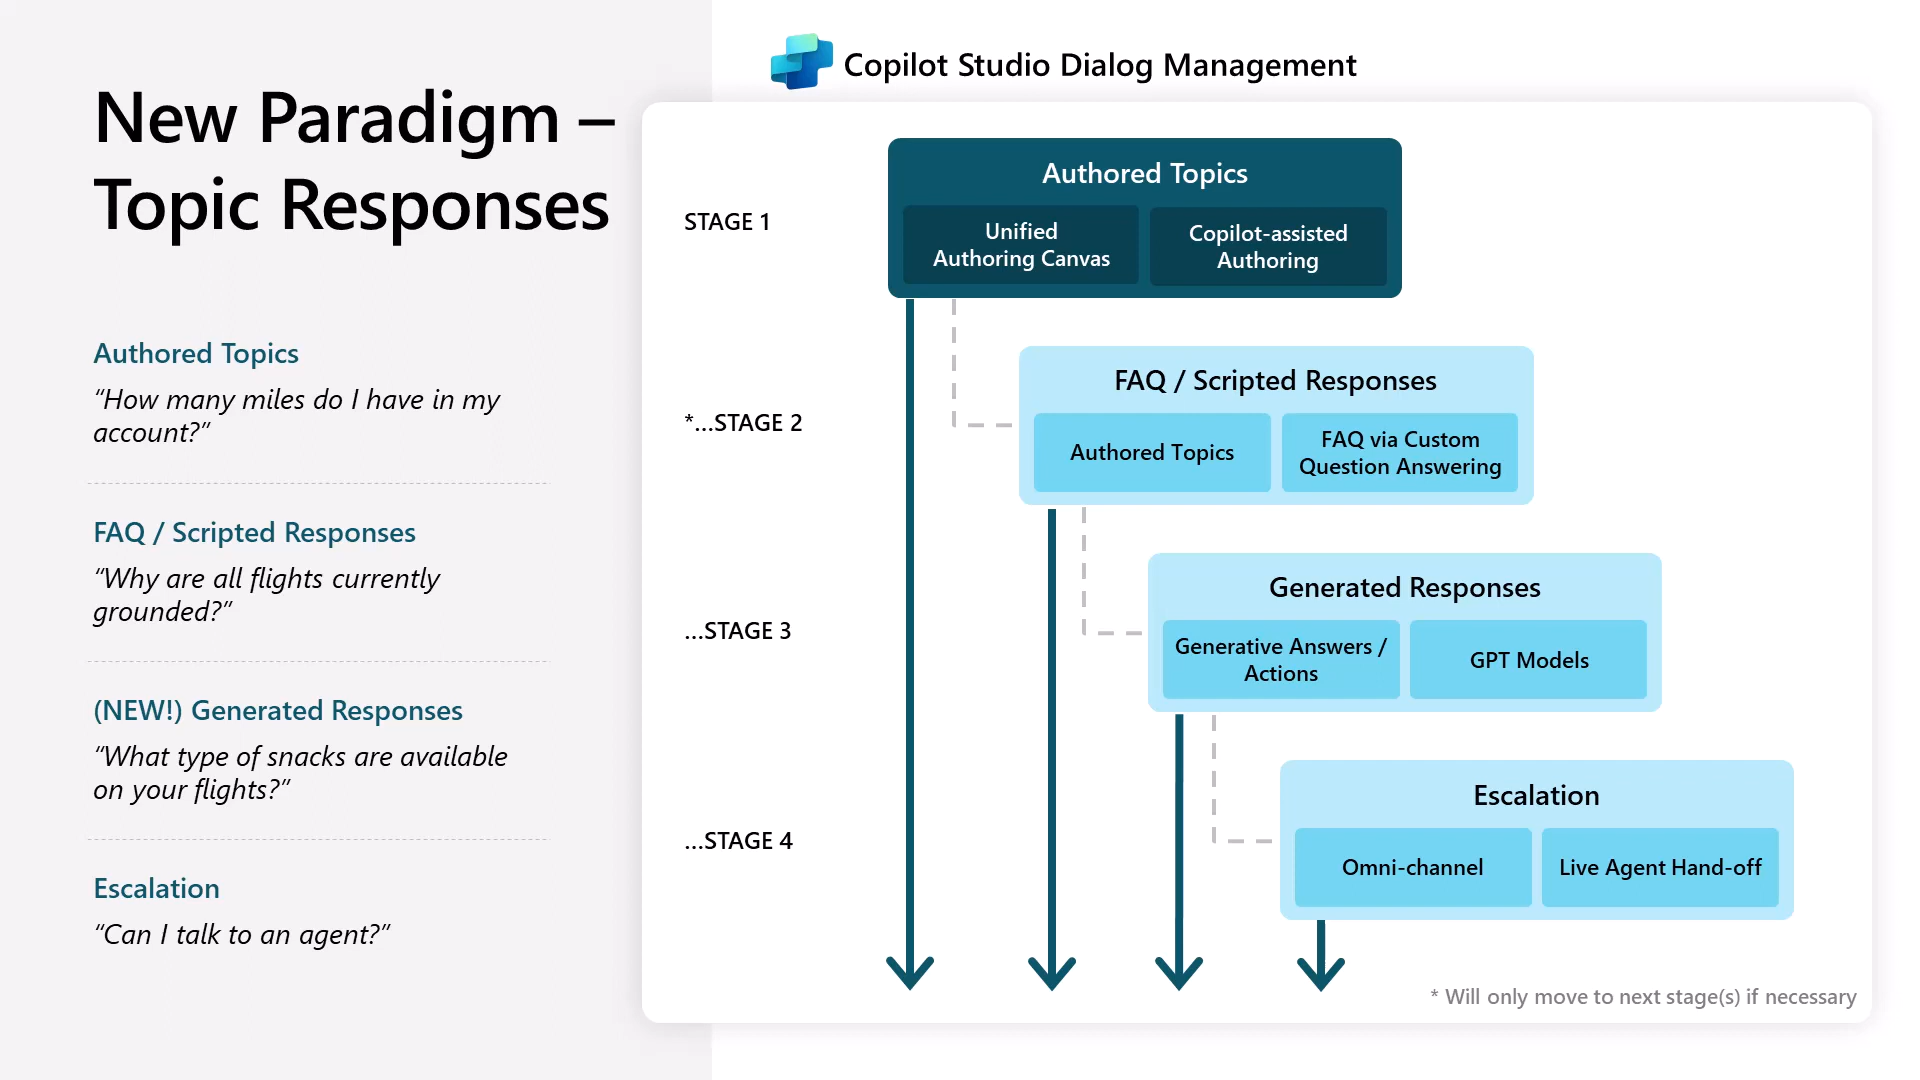 New Paradigm –
Topic Responses
Authored Topics
“How many miles do I have in my
account?”
FAQ / Scripted Responses
“Why are all flights currently
grounded?”
(NEW!) Generated Responses
“What type of snacks are available
on your flights?”
Escalation
“Can I talk to an agent?”
Copilot Studio Dialog Management
STAGE 1
Authored Topics
Unified
Authoring Canvas
Copilot-assisted
Authoring
*...STAGE 2
FAQ / Scripted Responses
Authored Topics
FAQ via Custom
Question Answering
...STAGE 3
Generated Responses
Generative Answers /
Actions
GPT Models
...STAGE 4
Escalation
Omni-channel
Live Agent Hand-off
* Will only move to next stage(s) if necessary